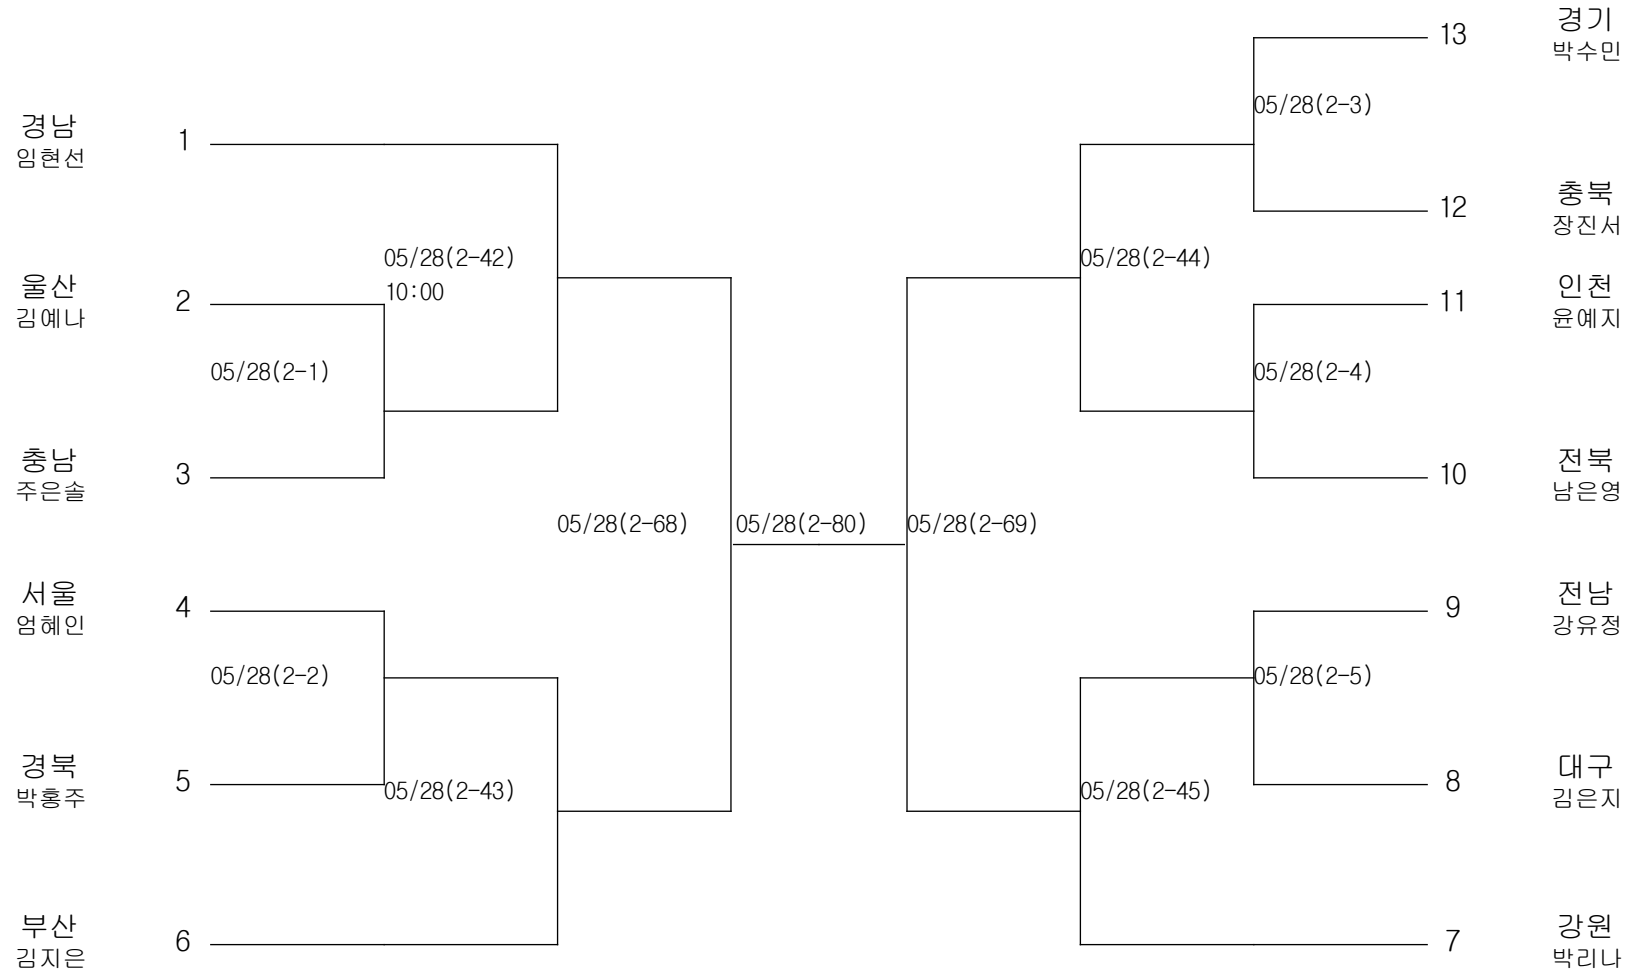 경남
임현선
1
울산
김예나
2
05/28(2-42)
10:00
05/28(2-1)
충남
주은솔
3
05/28(2-68)
서울
엄혜인
4
05/28(2-2)
경북
박홍주
5
05/28(2-43)
부산
김지은
6
05/28(2-80)
13
경기
박수민
05/28(2-3)
12
충북
장진서
05/28(2-44)
11
인천
윤예지
05/28(2-4)
10
전북
남은영
05/28(2-69)
9
전남
강유정
05/28(2-5)
8
대구
김은지
05/28(2-45)
7
강원
박리나